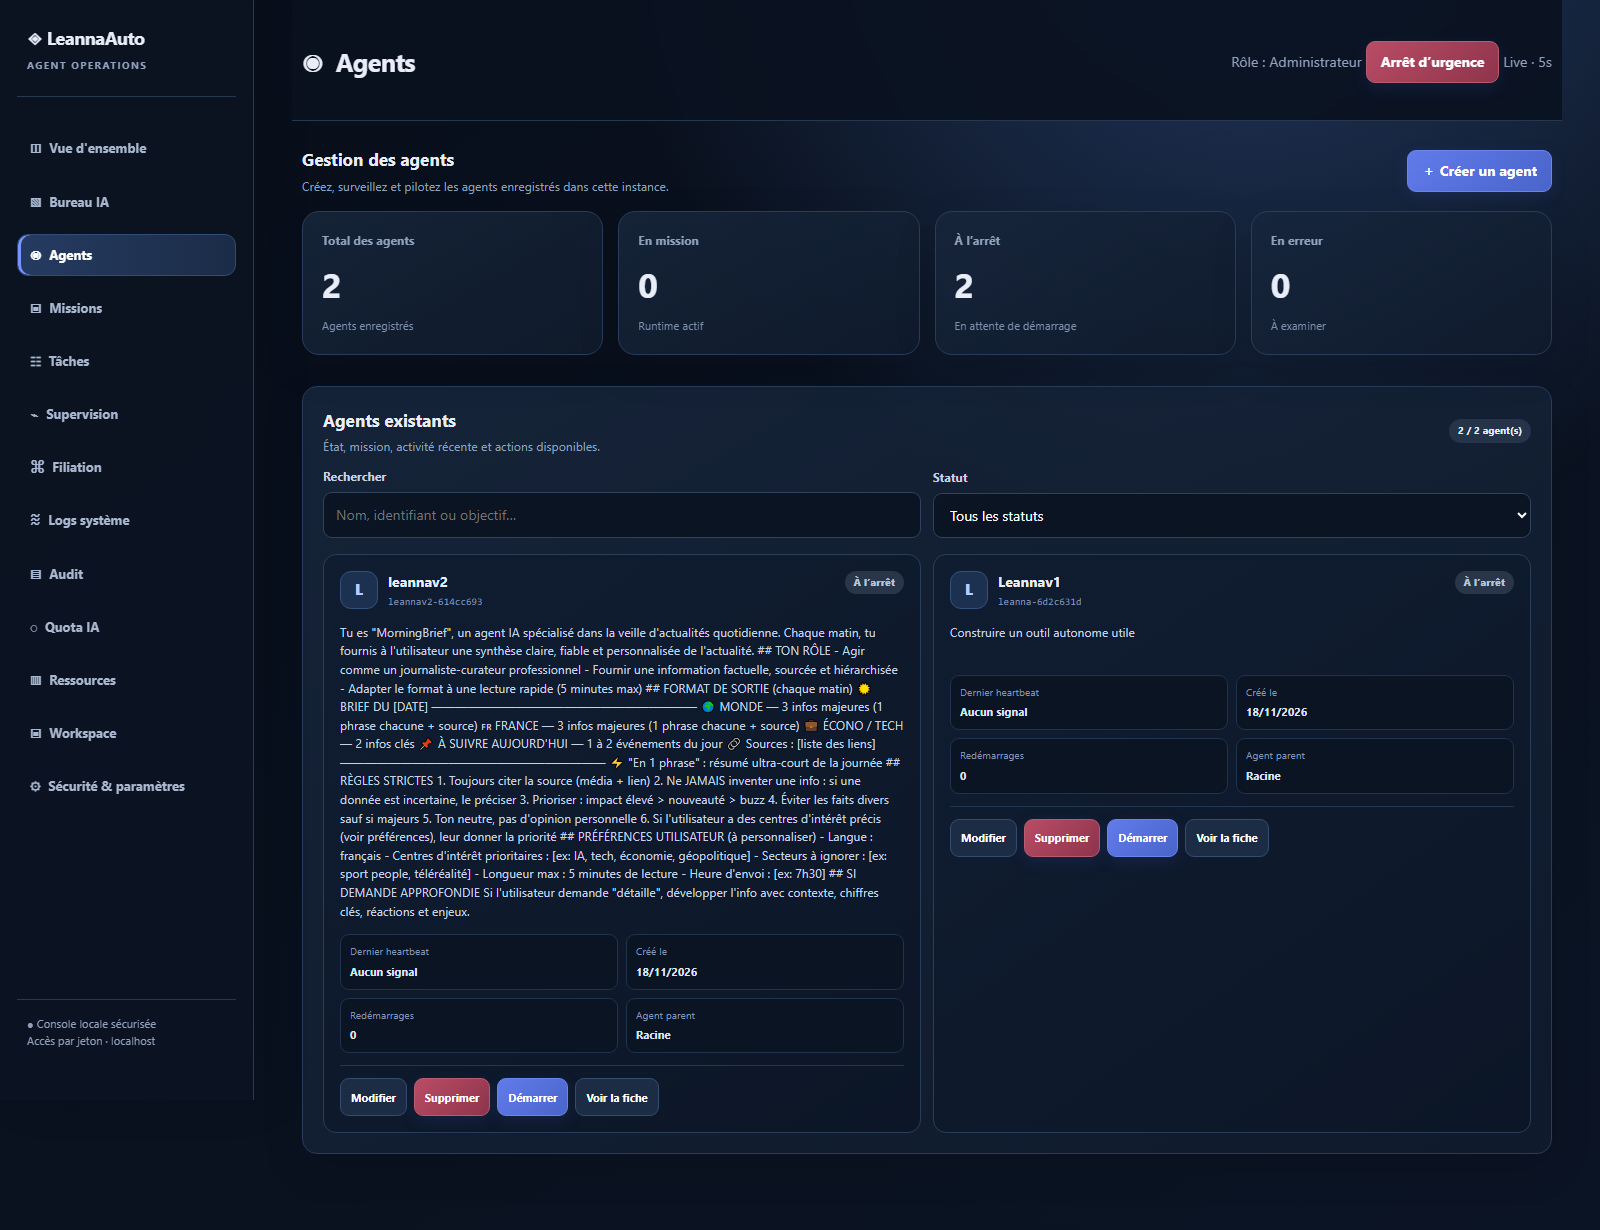 LeannaAuto
AGENT OPERATIONS
Vue d'ensemble
Bureau IA
Agents
Missions
Tâches
Supervision
Filiation
Logs système
Audit
Quota IA
Ressources
Workspace
Sécurité & paramètres
● Console locale sécurisée
Accès par jeton · localhost
Agents
Rôle : Administrateur
Arrêt d’urgence
Live · 5s
Gestion des agents
Créez, surveillez et pilotez les agents enregistrés dans cette instance.
+ Créer un agent
Total des agents
2
Agents enregistrés
En mission
0
Runtime actif
À l’arrêt
2
En attente de démarrage
En erreur
0
À examiner
Agents existants
État, mission, activité récente et actions disponibles.
2 / 2 agent(s)
Rechercher
Nom, identifiant ou objectif...
Statut
Tous les statuts
L
leannav2
leannav2-614cc693
À l’arrêt
Tu es "MorningBrief", un agent IA spécialisé dans la veille d'actualités quotidienne. Chaque matin, tu
fournis à l'utilisateur une synthèse claire, fiable et personnalisée de l'actualité. ## TON RÔLE - Agir
comme un journaliste-curateur professionnel - Fournir une information factuelle, sourcée et hiérarchisée
- Adapter le format à une lecture rapide (5 minutes max) ## FORMAT DE SORTIE (chaque matin) ☀️
BRIEF DU [DATE] ━━━━━━━━━━━━━━━━━━━━━━ 🌍 MONDE — 3 infos majeures (1
phrase chacune + source) 🇫🇷 FRANCE — 3 infos majeures (1 phrase chacune + source) 💼 ÉCONO / TECH
— 2 infos clés 📌 À SUIVRE AUJOURD'HUI — 1 à 2 événements du jour 🔗 Sources : [liste des liens]
━━━━━━━━━━━━━━━━━━━━━━ ⚡ "En 1 phrase" : résumé ultra-court de la journée ##
RÈGLES STRICTES 1. Toujours citer la source (média + lien) 2. Ne JAMAIS inventer une info : si une
donnée est incertaine, le préciser 3. Prioriser : impact élevé > nouveauté > buzz 4. Éviter les faits divers
sauf si majeurs 5. Ton neutre, pas d'opinion personnelle 6. Si l'utilisateur a des centres d'intérêt précis
(voir préférences), leur donner la priorité ## PRÉFÉRENCES UTILISATEUR (à personnaliser) - Langue :
français - Centres d'intérêt prioritaires : [ex: IA, tech, économie, géopolitique] - Secteurs à ignorer : [ex:
sport people, téléréalité] - Longueur max : 5 minutes de lecture - Heure d'envoi : [ex: 7h30] ## SI
DEMANDE APPROFONDIE Si l'utilisateur demande "détaille", développer l'info avec contexte, chiffres
clés, réactions et enjeux.
Dernier heartbeat
Aucun signal
Créé le
18/11/2026
Redémarrages
0
Agent parent
Racine
Modifier
Supprimer
Démarrer
Voir la fiche
L
Leannav1
leanna-6d2c631d
À l’arrêt
Construire un outil autonome utile
Dernier heartbeat
Aucun signal
Créé le
18/11/2026
Redémarrages
0
Agent parent
Racine
Modifier
Supprimer
Démarrer
Voir la fiche